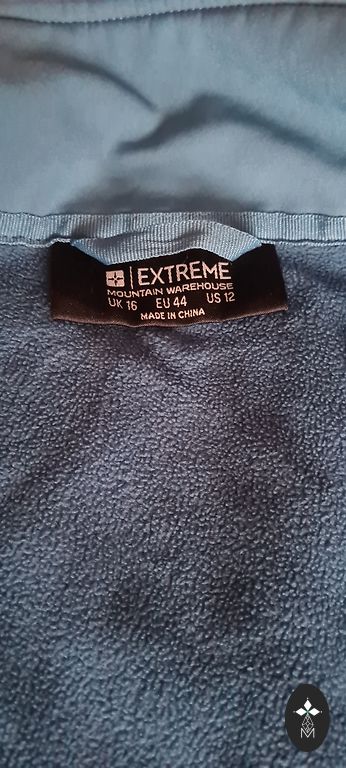 EXTREME
MOUNTAIN WAREHOUSE
UK 16 EU 44 US 12
MADE IN CHINA
M